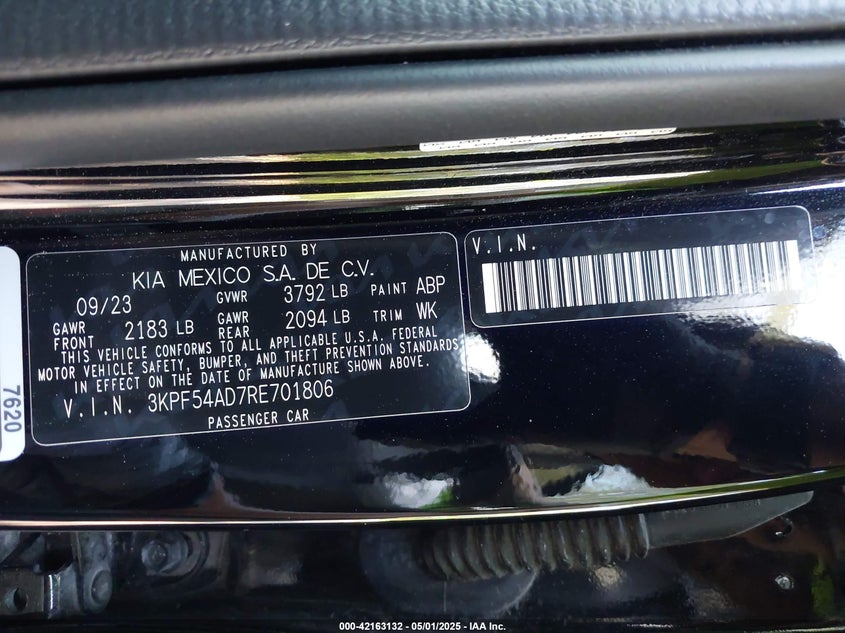 MANUFACTURED BY
KIA MEXICO S.A. DE C.V.
09/23 GVWR 3792 LB PAINT ABP
GAWR FRONT 2183 LB GAWR REAR 2094 LB TRIM WK
THIS VEHICLE CONFORMS TO ALL APPLICABLE U.S.A. FEDERAL
MOTOR VEHICLE SAFETY, BUMPER, AND THEFT PREVENTION STANDARDS
IN EFFECT ON THE DATE OF MANUFACTURE SHOWN ABOVE.
V.I.N. 3KPF54AD7RE701806
PASSENGER CAR
V.I.N.
7620
000-42163132 - 05/01/2025 - IAA Inc.